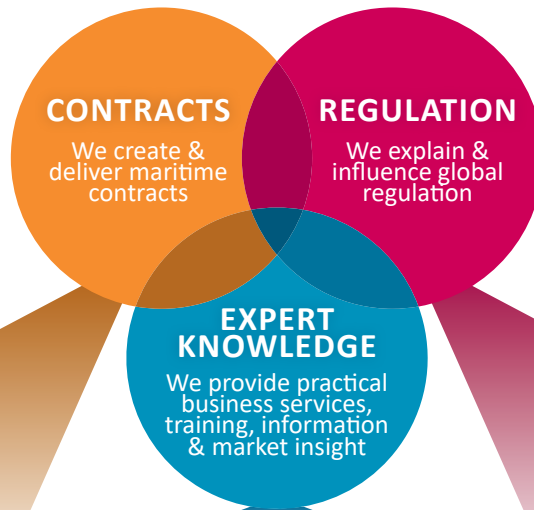 CONTRACTS
We create &
deliver maritime
contracts
REGULATION
We explain &
influence global
regulation
EXPERT
KNOWLEDGE
We provide practical
business services,
training, information
& market insight